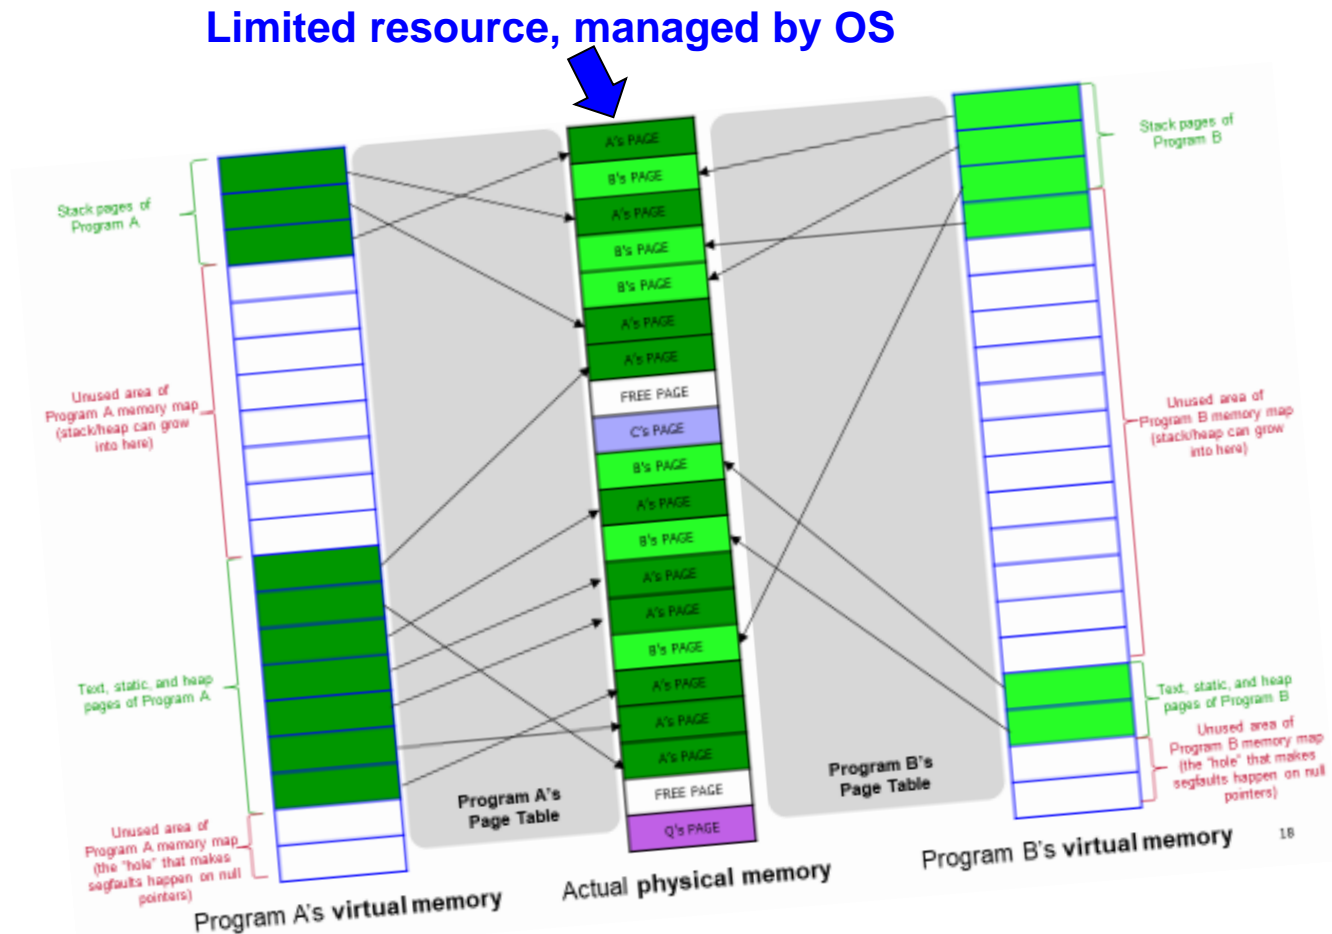 Limited resource, managed by OS
Stack pages of
Program A
Unused area of
Program A memory map
(stack/heap can grow
into here)
Text, static, and heap
pages of Program A
Unused area of
Program A memory map
(the "hole" that makes
segfaults happen on null
pointers)
Program A's
Page Table
Program A's virtual memory
A's PAGE
B's PAGE
A's PAGE
B's PAGE
B's PAGE
A's PAGE
A's PAGE
FREE PAGE
C's PAGE
B's PAGE
A's PAGE
B's PAGE
A's PAGE
A's PAGE
B's PAGE
A's PAGE
A's PAGE
A's PAGE
FREE PAGE
Q's PAGE
Actual physical memory
Program B's
Page Table
Stack pages of
Program B
Unused area of
Program B memory map
(stack/heap can grow
into here)
Text, static, and heap
pages of Program B
Unused area of
Program B memory map
(the "hole" that makes
segfaults happen on null
pointers)
Program B's virtual memory
18